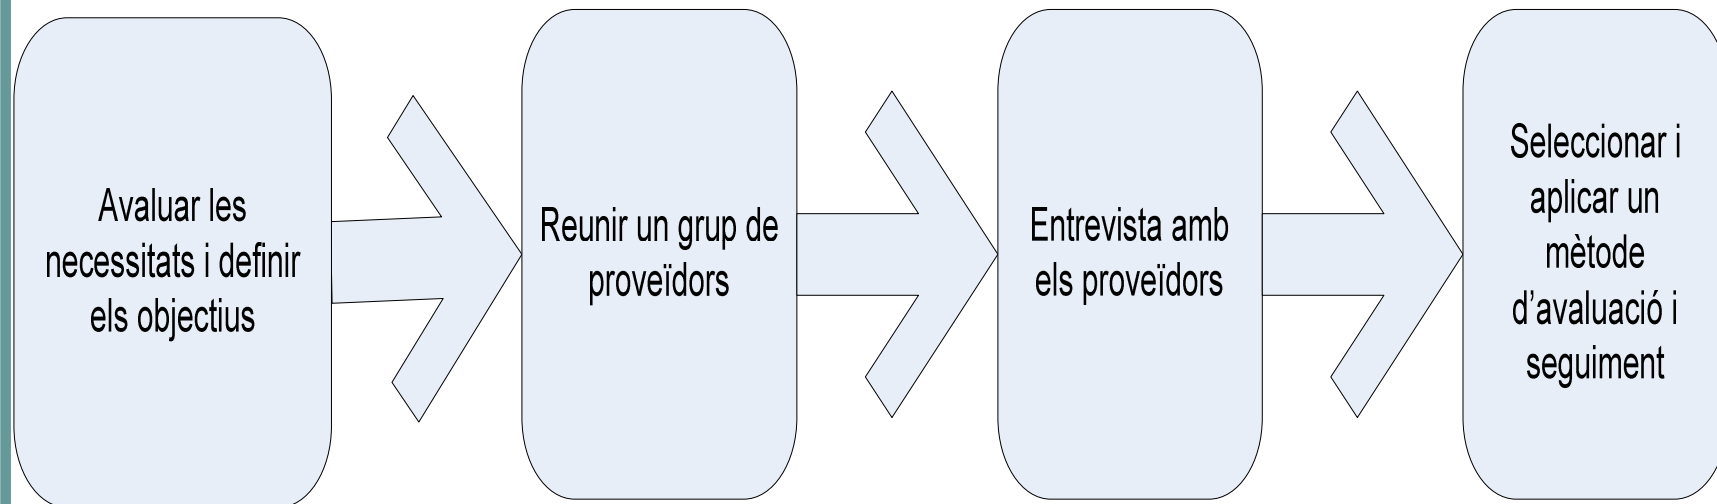 Avaluar les
necessitats i definir
els objectius
Reunir un grup de
proveïdors
Entrevista amb
els proveïdors
Seleccionar i
aplicar un
mètode
d’avaluació i
seguiment